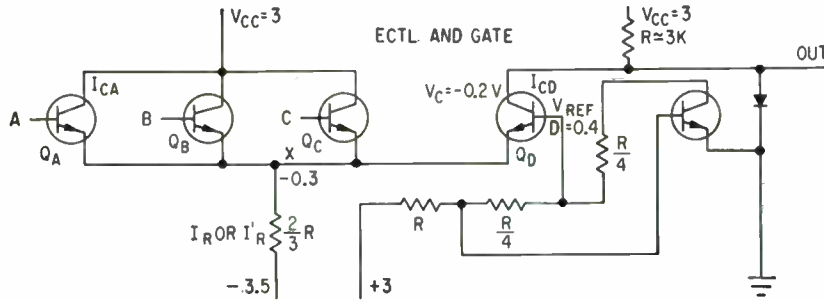 VCC=3
ECTL AND GATE
VCC=3
R≃3K
OUT
ICA
VC=-0.2 V
ICD
A
B
C
VREF
D=0.4
QA
QB
QC
QD
R/4
X
-0.3
IR OR I'R
2/3 R
R
R/4
-3.5
+3